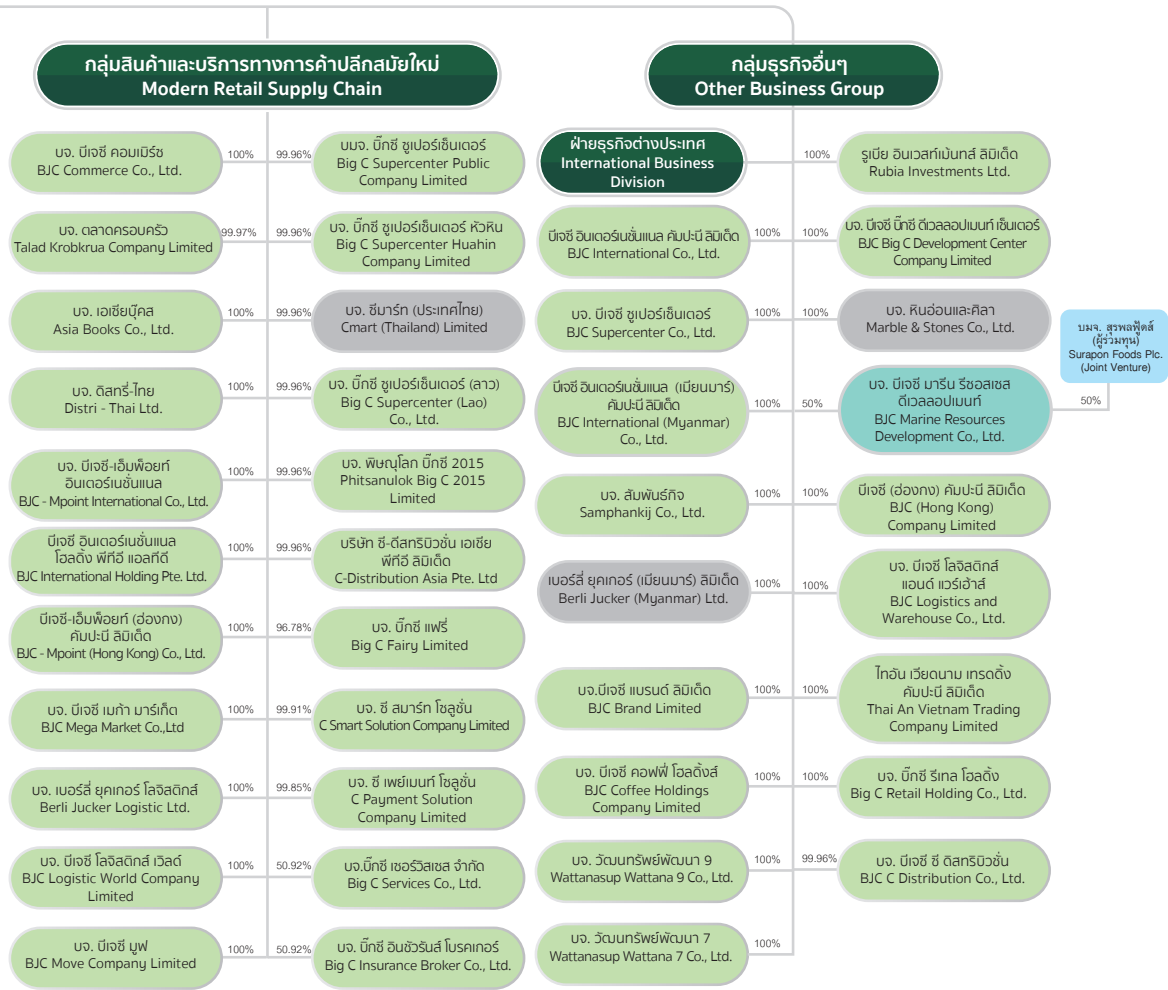 กลุ่มสินค้าและบริการทางการค้าปลีกสมัยใหม่
Modern Retail Supply Chain
บจ. บีเจซี คอมเมิร์ซ
BJC Commerce Co., Ltd.
100%
99.96%
บมจ. บิ๊กซี ซูเปอร์เซ็นเตอร์
Big C Supercenter Public
Company Limited
บจ. ตลาดครอบครัว
Talad Krobkrua Company Limited
99.97%
99.96%
บจ. บิ๊กซี ซูเปอร์เซ็นเตอร์ หัวหิน
Big C Supercenter Huahin
Company Limited
บจ. เอเซียบุ๊คส
Asia Books Co., Ltd.
100%
99.96%
บจ. ซีมาร์ท (ประเทศไทย)
Cmart (Thailand) Limited
บจ. ดิสทรี่-ไทย
Distri - Thai Ltd.
100%
99.96%
บจ. บิ๊กซี ซูเปอร์เซ็นเตอร์ (ลาว)
Big C Supercenter (Lao)
Co., Ltd.
บจ. บีเจซี-เอ็มพ็อยท์
อินเตอร์เนชั่นแนล
BJC - Mpoint International Co., Ltd.
100%
99.96%
บจ. พิษณุโลก บิ๊กซี 2015
Phitsanulok Big C 2015
Limited
บีเจซี อินเตอร์เนชั่นแนล
โฮลดิ้ง พีทีอี แอลทีดี
BJC International Holding Pte. Ltd.
100%
99.96%
บริษัท ซี-ดีสทริบิวชั่น เอเชีย
พีทีอี ลิมิเต็ด
C-Distribution Asia Pte. Ltd
บีเจซี-เอ็มพ็อยท์ (ฮ่องกง)
คัมปะนี ลิมิเต็ด
BJC - Mpoint (Hong Kong) Co., Ltd.
100%
96.78%
บจ. บิ๊กซี แฟรี่
Big C Fairy Limited
บจ. บีเจซี เมก้า มาร์เก็ต
BJC Mega Market Co.,Ltd
100%
99.91%
บจ. ซี สมาร์ท โซลูชั่น
C Smart Solution Company Limited
บจ. เบอร์ลี่ ยุคเกอร์ โลจิสติกส์
Berli Jucker Logistic Ltd.
100%
99.85%
บจ. ซี เพย์เมนท์ โซลูชั่น
C Payment Solution
Company Limited
บจ. บีเจซี โลจิสติกส์ เวิลด์
BJC Logistic World Company
Limited
100%
50.92%
บจ.บิ๊กซี เซอร์วิสเซส จำกัด
Big C Services Co., Ltd.
บจ. บีเจซี มูฟ
BJC Move Company Limited
100%
50.92%
บจ. บิ๊กซี อินชัวรันส์ โบรคเกอร์
Big C Insurance Broker Co., Ltd.
กลุ่มธุรกิจอื่นๆ
Other Business Group
ฝ่ายธุรกิจต่างประเทศ
International Business
Division
100%
รูเบีย อินเวสท์เม้นทส์ ลิมิเต็ด
Rubia Investments Ltd.
บีเจซี อินเตอร์เนชั่นแนล คัมปะนี ลิมิเต็ด
BJC International Co., Ltd.
100%
100%
บจ. บีเจซี บิ๊กซี ดีเวลลอปเมนท์ เซ็นเตอร์
BJC Big C Development Center
Company Limited
บจ. บีเจซี ซูเปอร์เซ็นเตอร์
BJC Supercenter Co., Ltd.
100%
100%
บจ. หินอ่อนและศิลา
Marble & Stones Co., Ltd.
บมจ. สุรพลฟู้ดส์
(ผู้ร่วมทุน)
Surapon Foods Plc.
(Joint Venture)
บีเจซี อินเตอร์เนชั่นแนล (เมียนมาร์)
คัมปะนี ลิมิเต็ด
BJC International (Myanmar)
Co., Ltd.
100%
50%
บจ. บีเจซี มารีน รีซอสเซส
ดีเวลลอปเมนท์
BJC Marine Resources
Development Co., Ltd.
50%
บจ. สัมพันธ์กิจ
Samphankij Co., Ltd.
100%
100%
บีเจซี (ฮ่องกง) คัมปะนี ลิมิเต็ด
BJC (Hong Kong)
Company Limited
เบอร์ลี่ ยุคเกอร์ (เมียนมาร์) ลิมิเต็ด
Berli Jucker (Myanmar) Ltd.
100%
100%
บจ. บีเจซี โลจิสติกส์
แอนด์ แวร์เฮ้าส์
BJC Logistics and
Warehouse Co., Ltd.
บจ.บีเจซี แบรนด์ ลิมิเต็ด
BJC Brand Limited
100%
100%
ไทอัน เวียดนาม เทรดดิ้ง
คัมปะนี ลิมิเต็ด
Thai An Vietnam Trading
Company Limited
บจ. บีเจซี คอฟฟี่ โฮลดิ้งส์
BJC Coffee Holdings
Company Limited
100%
100%
บจ. บิ๊กซี รีเทล โฮลดิ้ง
Big C Retail Holding Co., Ltd.
บจ. วัฒนทรัพย์พัฒนา 9
Wattanasup Wattana 9 Co., Ltd.
100%
99.96%
บจ. บีเจซี ซี ดิสทริบิวชั่น
BJC C Distribution Co., Ltd.
บจ. วัฒนทรัพย์พัฒนา 7
Wattanasup Wattana 7 Co., Ltd.
100%